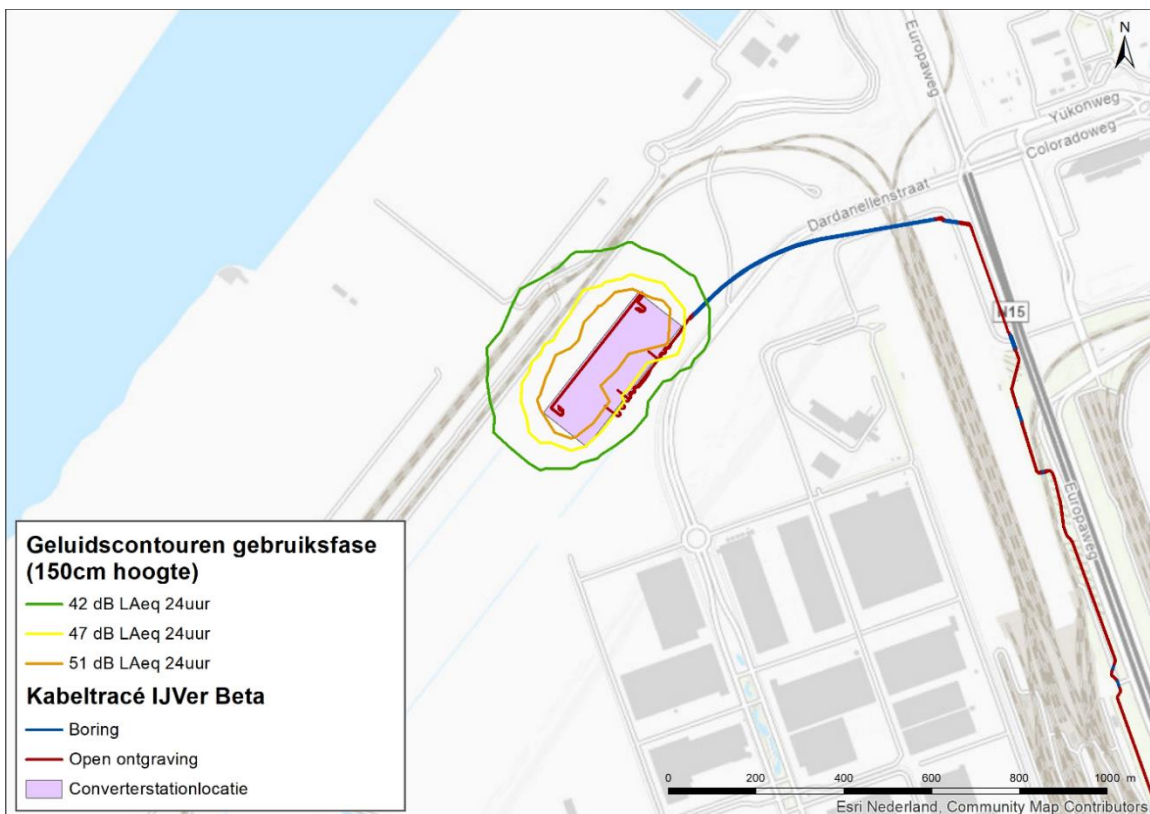 N
Europaweg
Yukonweg
Coloradoweg
Dardanellenstraat
N15
Europaweg
Geluidscontouren gebruiksfase
(150cm hoogte)
42 dB LAeq 24uur
47 dB LAeq 24uur
51 dB LAeq 24uur
Kabeltracé IJVer Beta
Boring
Open ontgraving
Converterstationlocatie
0 200 400 600 800 1000 m
Esri Nederland, Community Map Contributors